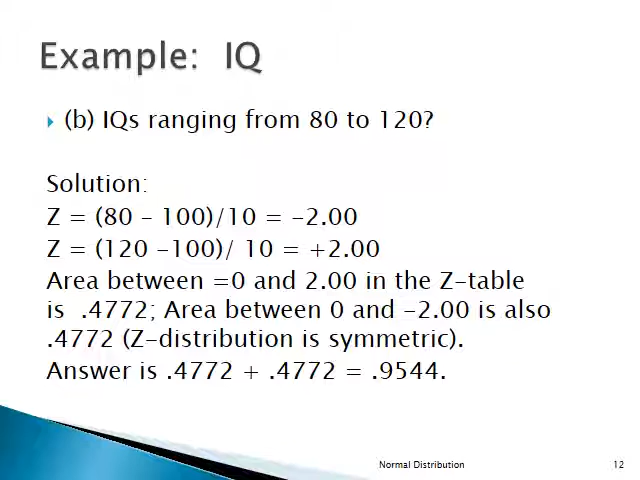 Example:  IQ
(b) IQs ranging from 80 to 120?
Solution:
Z = (80 – 100)/10 = -2.00
Z = (120 -100)/ 10 = +2.00
Area between =0 and 2.00 in the Z-table
is  .4772; Area between 0 and -2.00 is also
.4772 (Z-distribution is symmetric).
Answer is .4772 + .4772 = .9544.
Normal Distribution
12